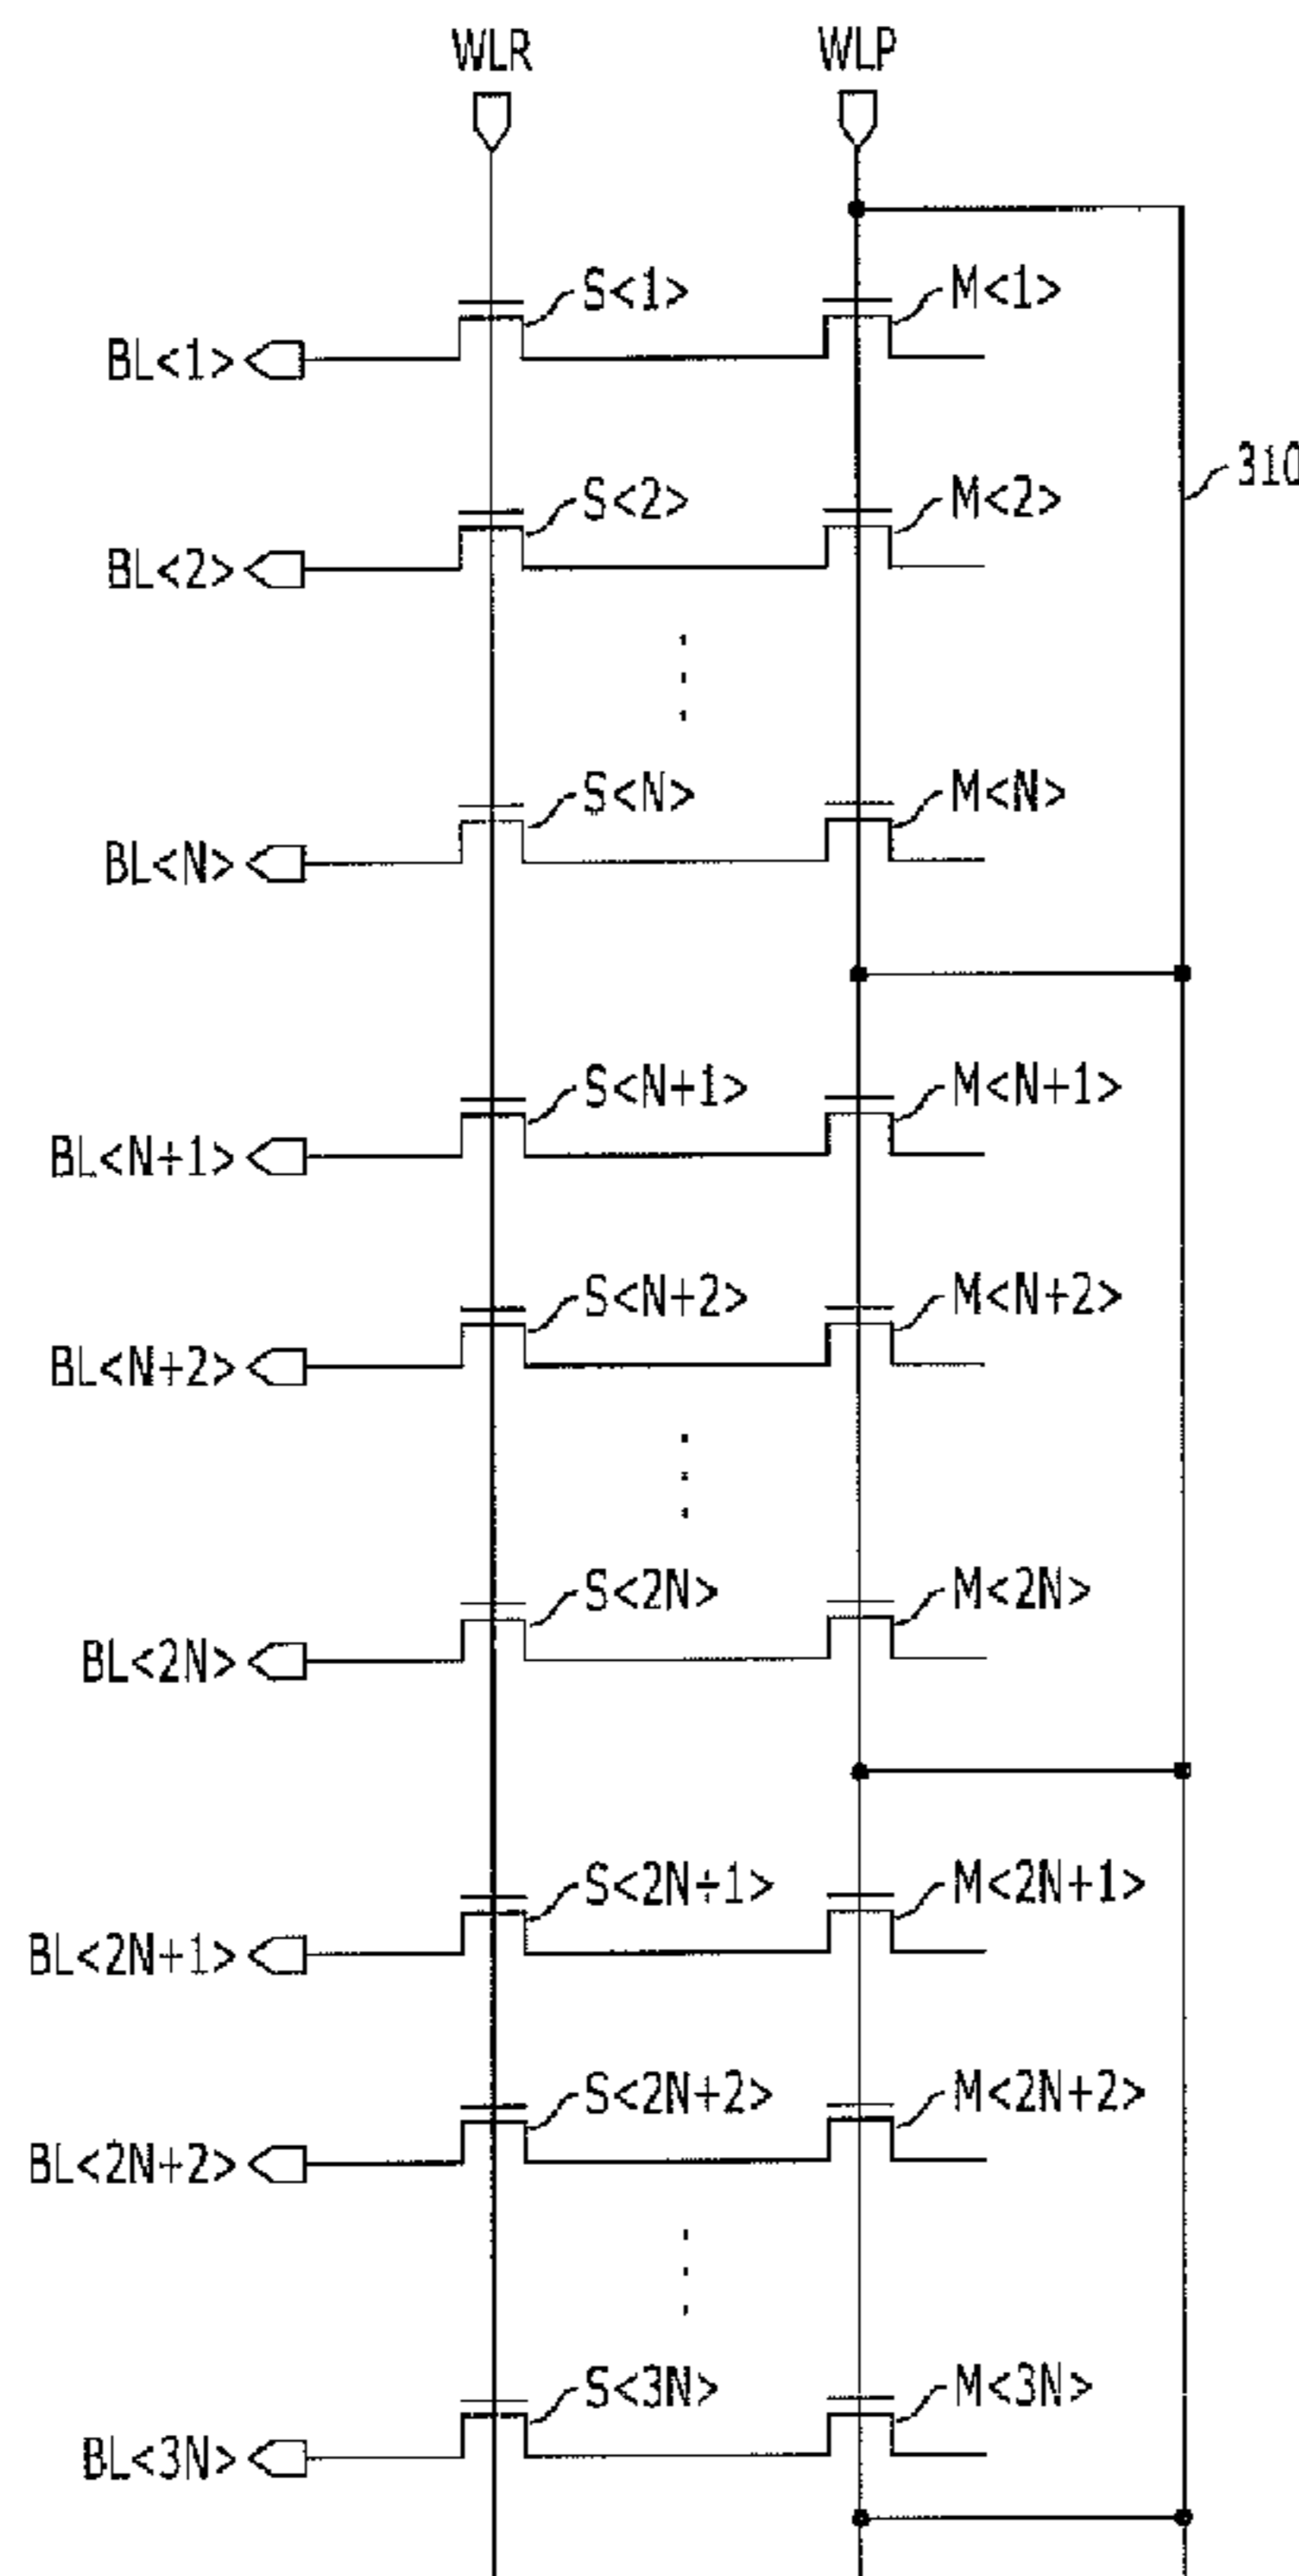 WLR WLP
S<1> M<1>
BL<1>
310
S<2> M<2>
BL<2>
S<N> M<N>
BL<N>
S<N+1> M<N+1>
BL<N+1>
S<N+2> M<N+2>
BL<N+2>
S<2N> M<2N>
BL<2N>
S<2N+1> M<2N+1>
BL<2N+1>
S<2N+2> M<2N+2>
BL<2N+2>
S<3N> M<3N>
BL<3N>